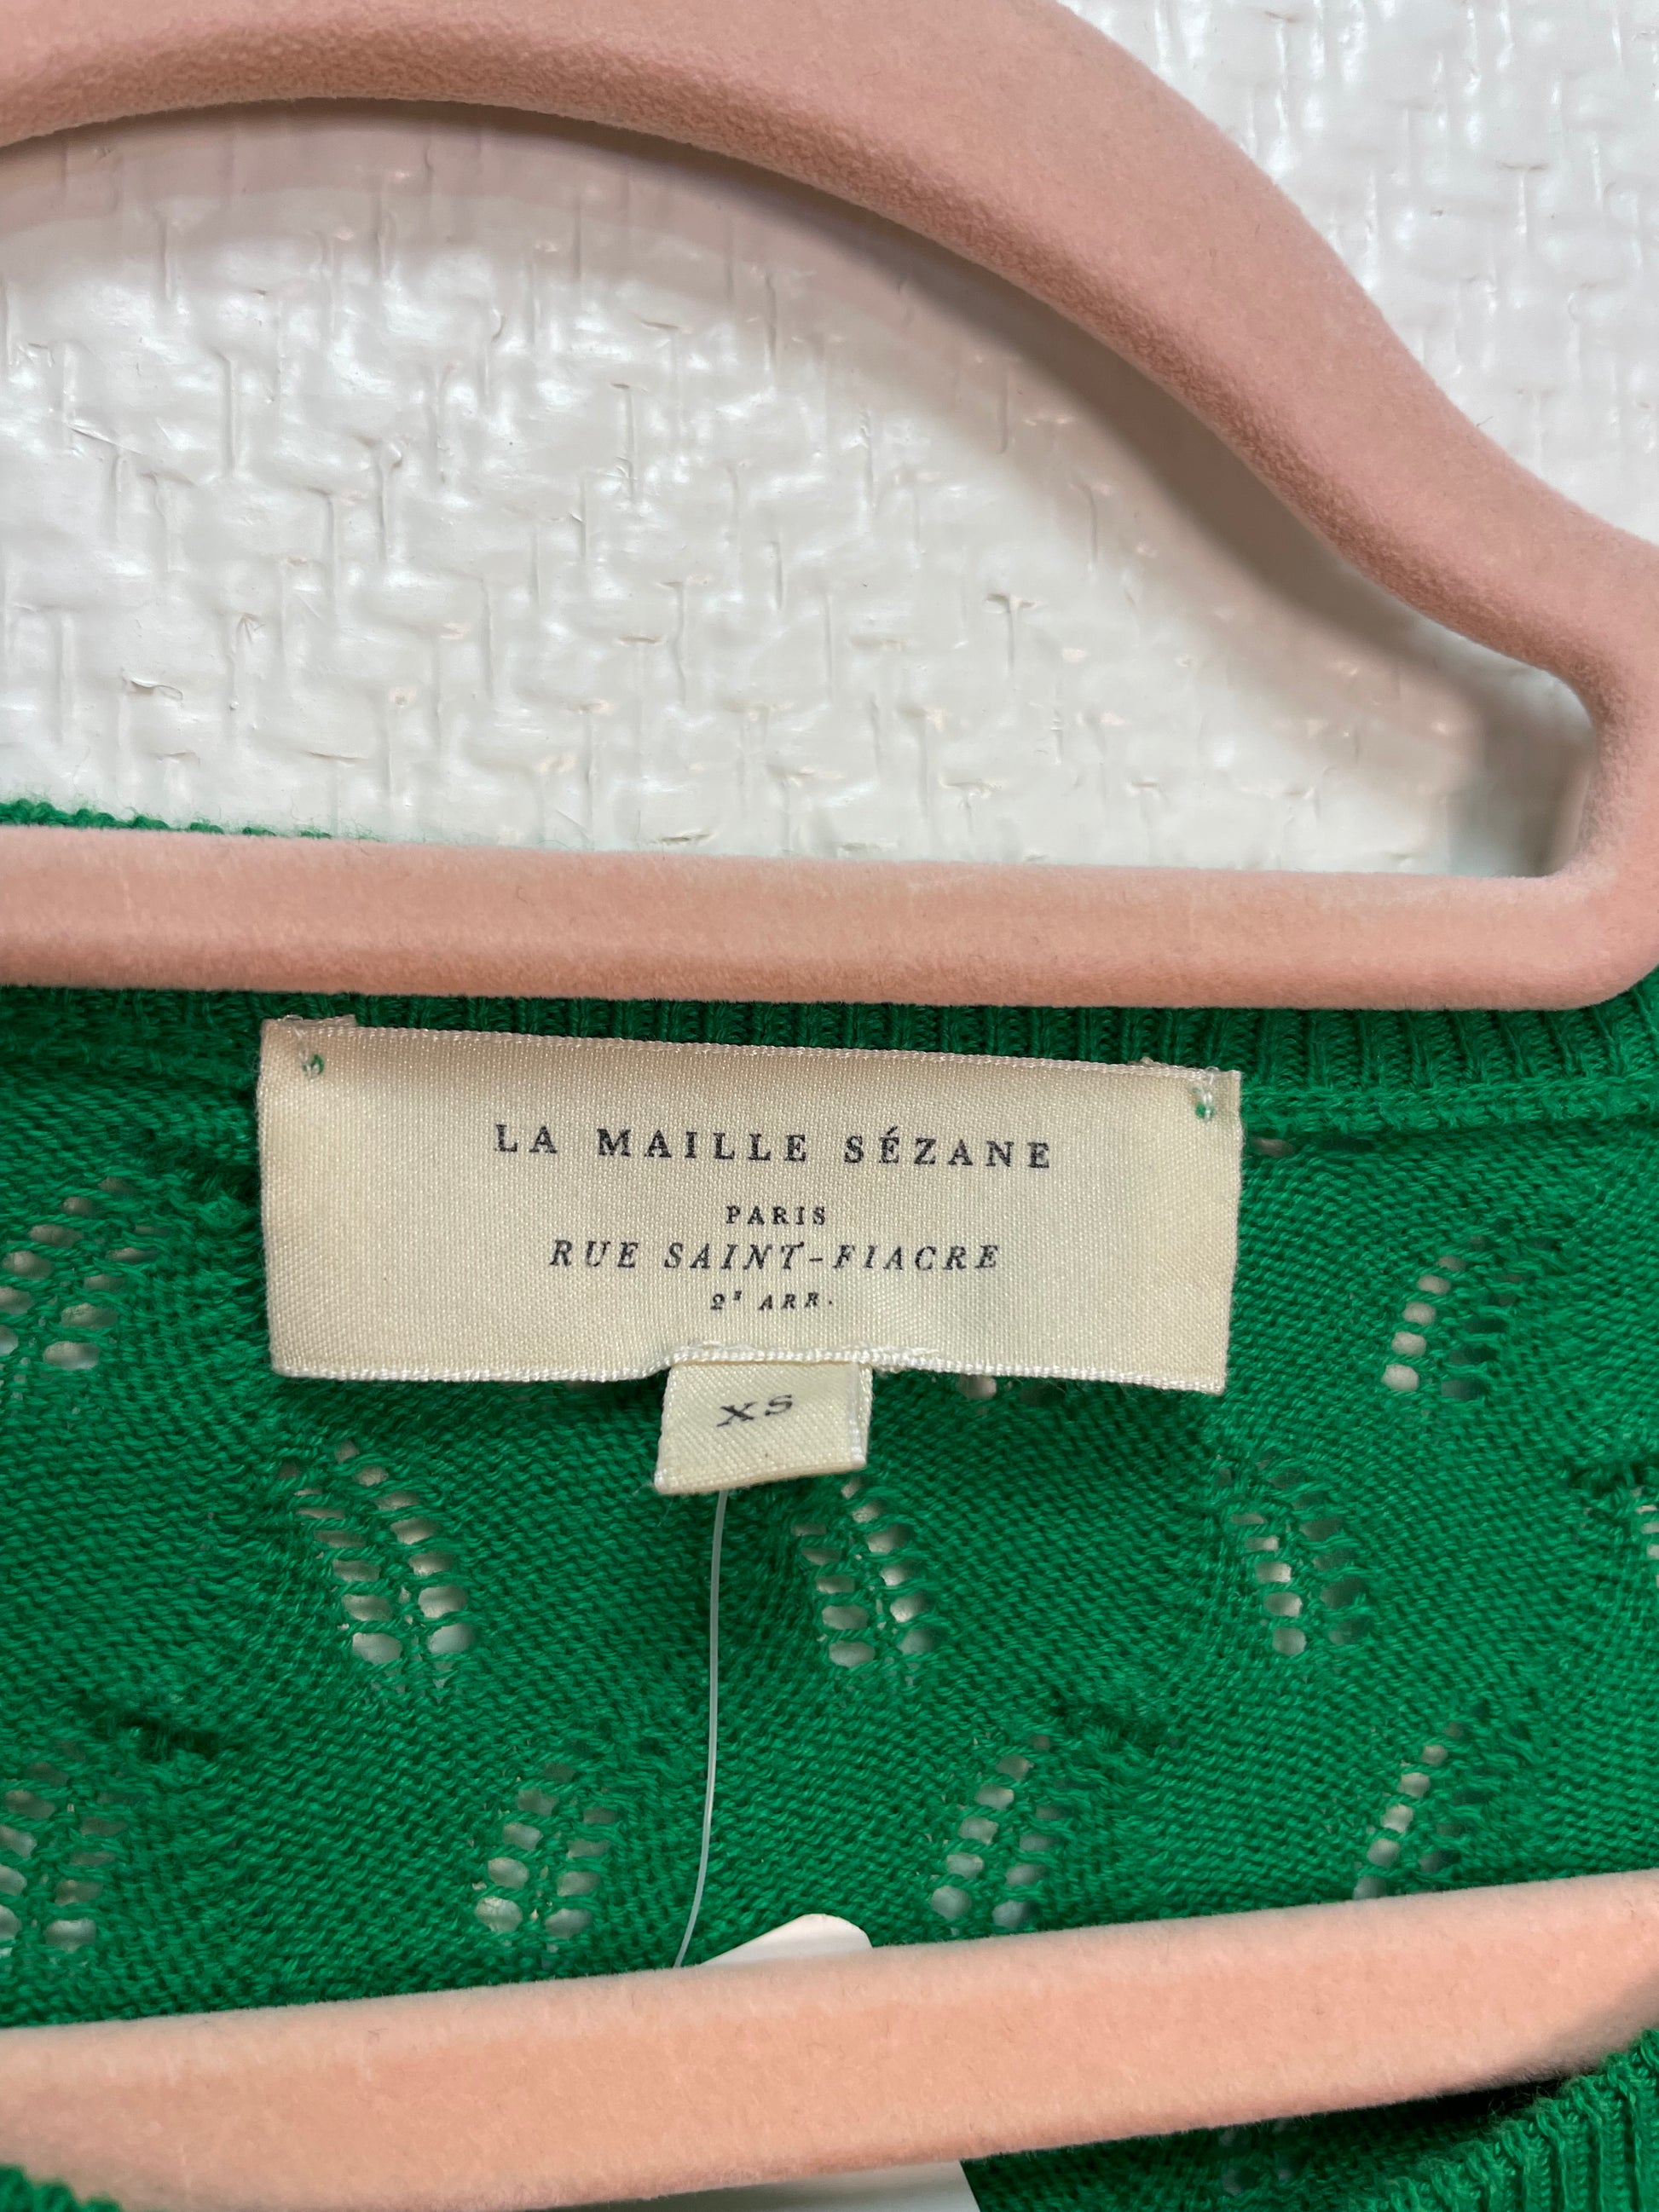 LA MAILLE SÉZANE
PARIS
RUE SAINT-FIACRE
2E ARR.
XS